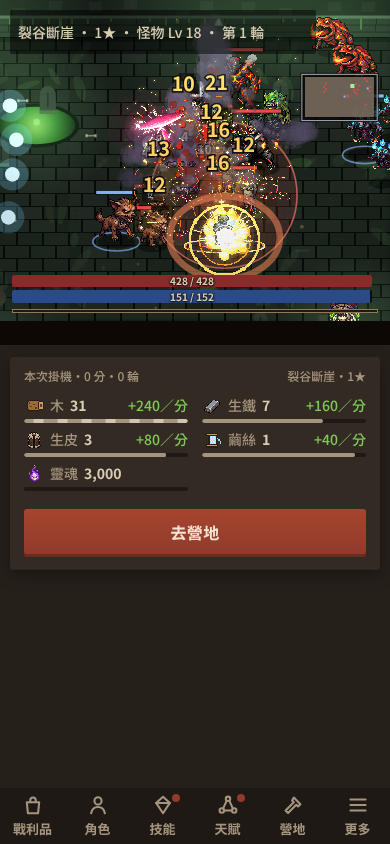 裂谷斷崖 · 1★ · 怪物 Lv 18 · 第 1 輪
10 21
12
16
13
12
16
12
428 / 428
151 / 152
本次掛機·0 分·0 輪
裂谷斷崖·1★
木 31 +240／分
生鐵 7 +160／分
生皮 3 +80／分
繭絲 1 +40／分
靈魂 3,000
去營地
戰利品 角色 技能 天賦 營地 更多